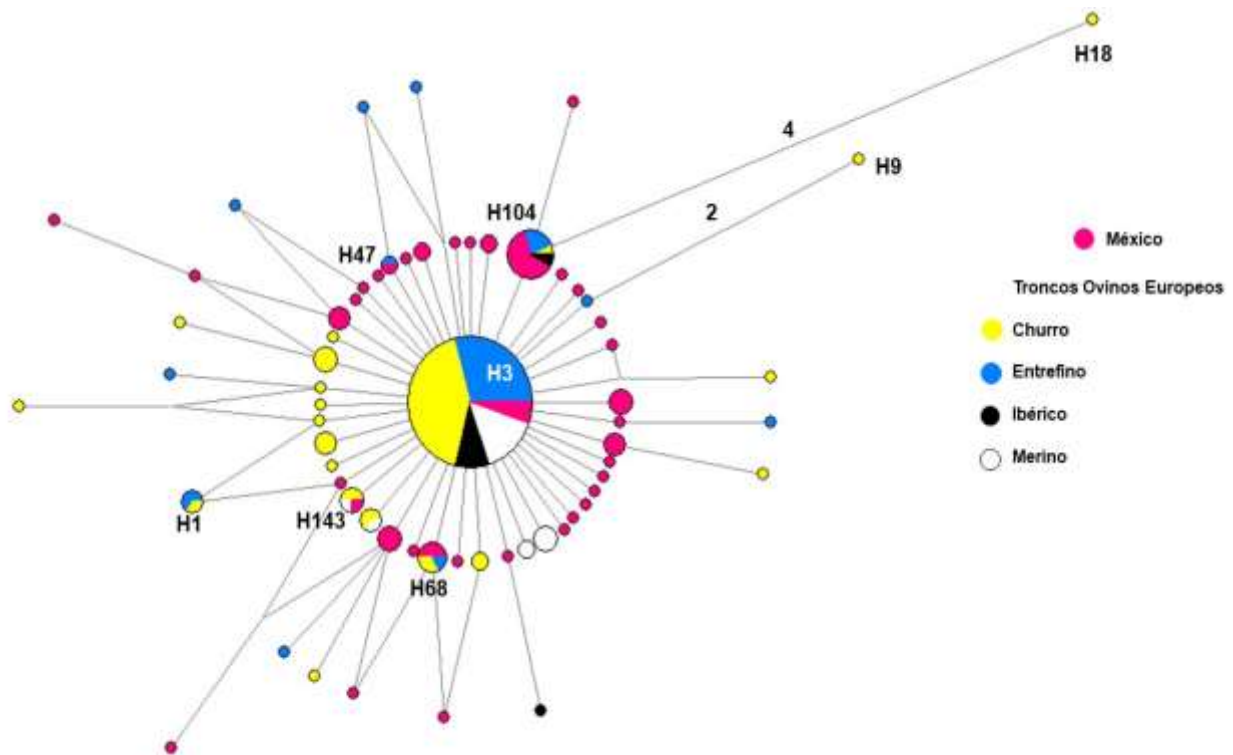 H18
4
H9
2
H104
H47
H3
H1
H143
H68
México
Troncos Ovinos Europeos
Churro
Entrefino
Ibérico
Merino